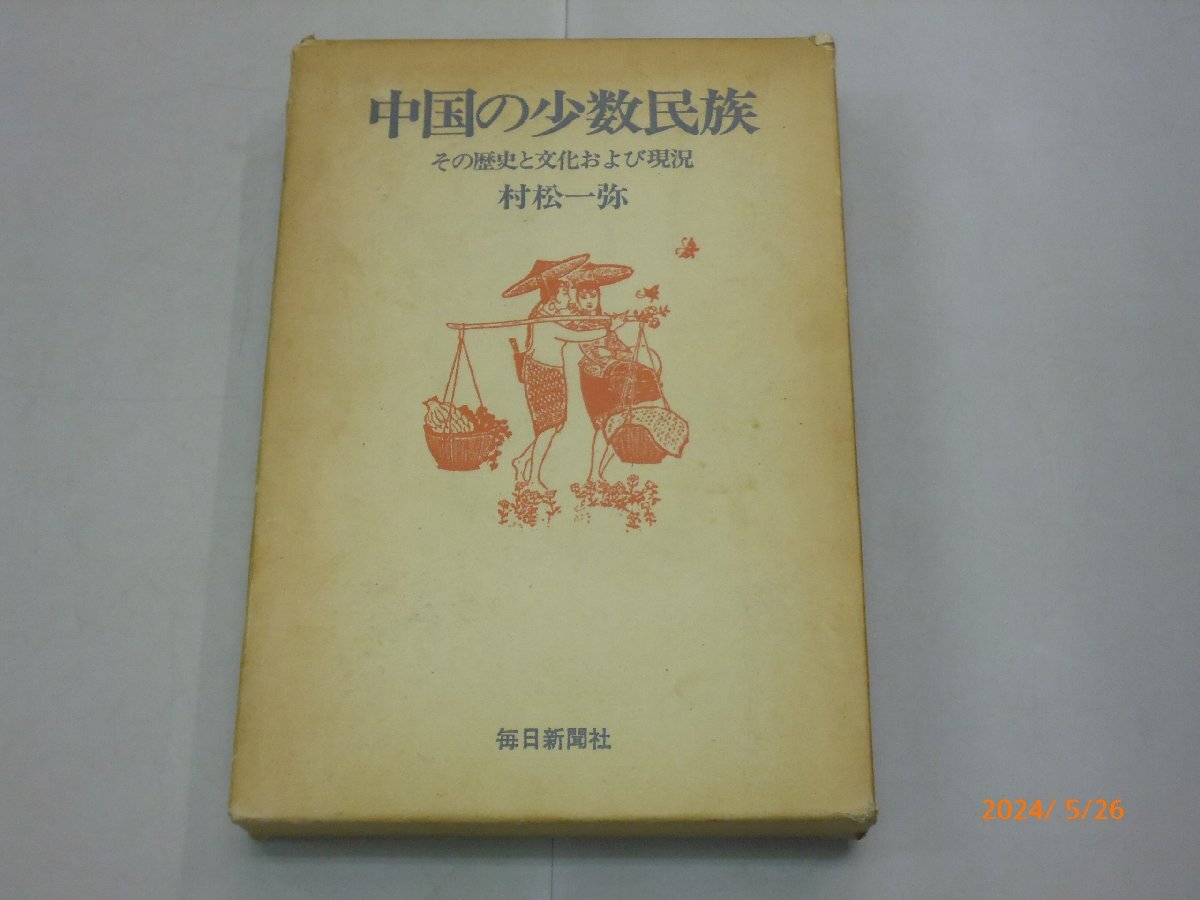 中国の少数民族
その歴史と文化および現況
村松一弥
毎日新聞社
2024/ 5/26